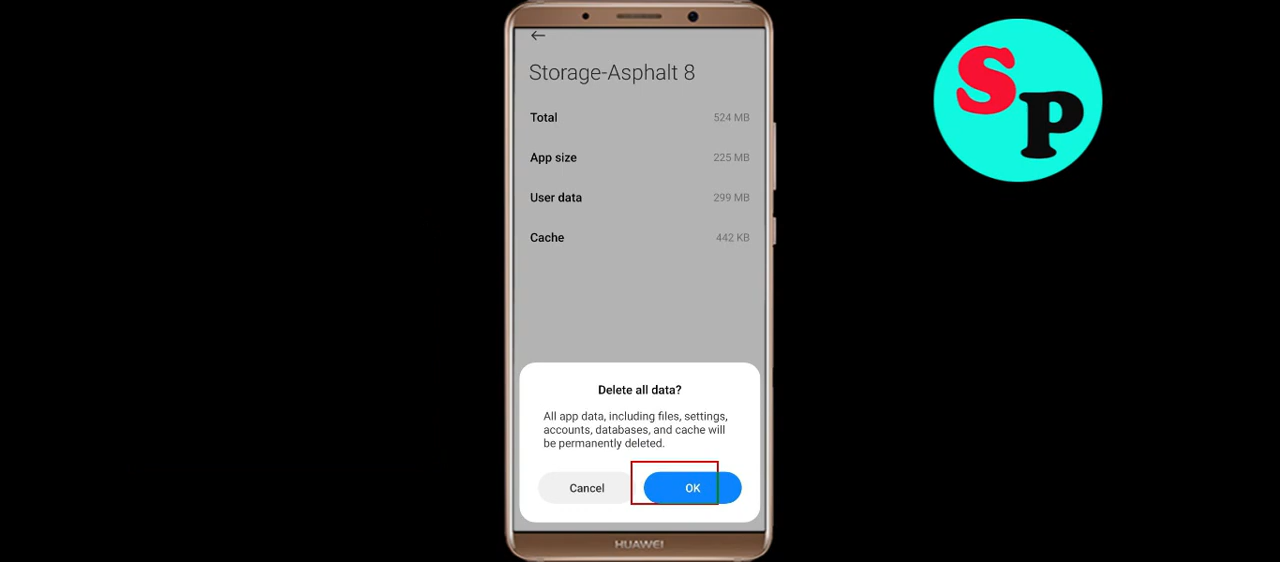 Storage-Asphalt 8
Total 524 MB
App size 225 MB
User data 299 MB
Cache 442 KB
Delete all data?
All app data, including files, settings,
accounts, databases, and cache will
be permanently deleted.
Cancel OK
HUAWEI
SP